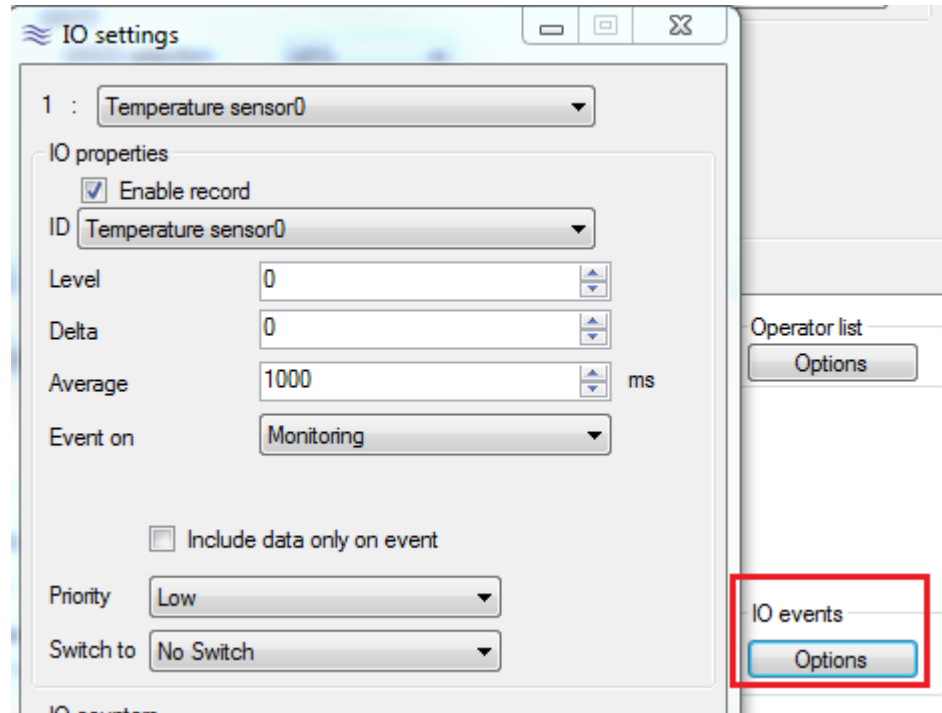 IO settings
1 : Temperature sensor0
IO properties
Enable record
ID Temperature sensor0
Level 0
Delta 0
Average 1000 ms
Event on Monitoring
Include data only on event
Priority Low
Switch to No Switch
IO counters
Operator list
Options
IO events
Options